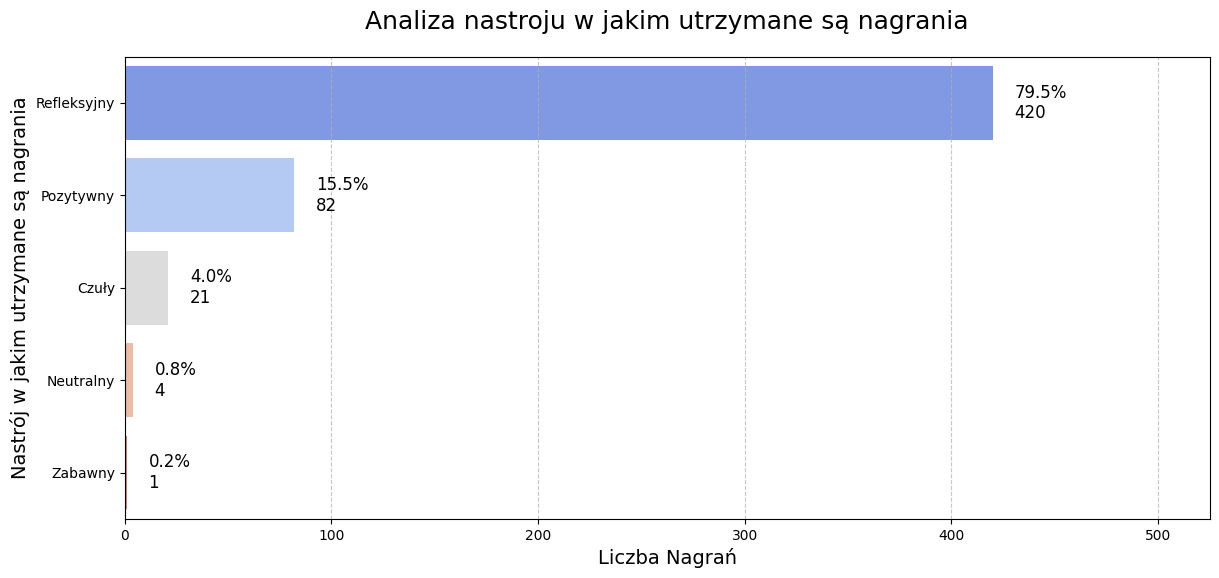 Analiza nastroju w jakim utrzymane są nagrania
Nastrój w jakim utrzymane są nagrania
Refleksyjny
79.5%
420
Pozytywny
15.5%
82
Czuły
4.0%
21
Neutralny
0.8%
4
Zabawny
0.2%
1
0 100 200 300 400 500
Liczba Nagrań